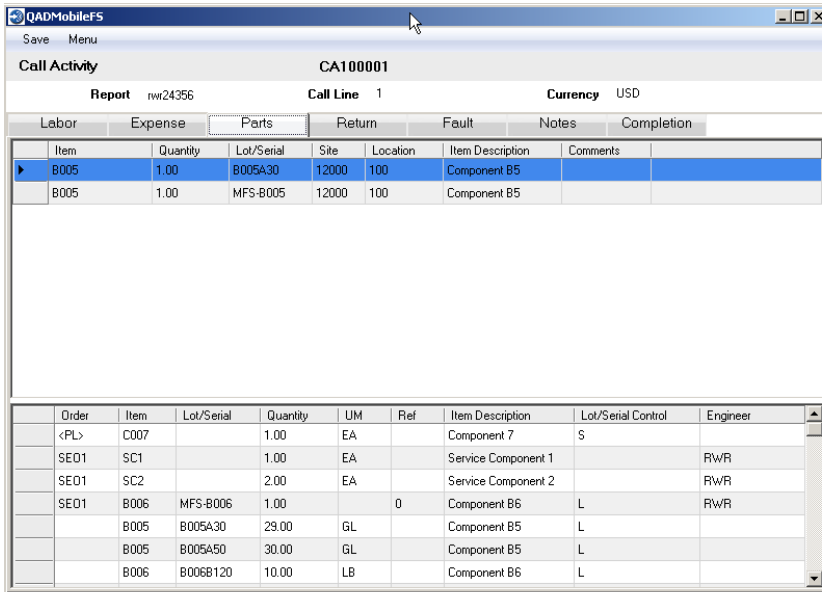 QADMobileFS
Save Menu
Call Activity CA100001
Report rwr24356 Call Line 1 Currency USD
Labor Expense Parts Return Fault Notes Completion
Item Quantity Lot/Serial Site Location Item Description Comments
B005 1.00 B005A30 12000 100 Component B5
B005 1.00 MFS-B005 12000 100 Component B5
Order Item Lot/Serial Quantity UM Ref Item Description Lot/Serial Control Engineer
<PL> C007 1.00 EA Component 7 S
SEO1 SC1 1.00 EA Service Component 1 RWR
SEO1 SC2 2.00 EA Service Component 2 RWR
SEO1 B006 MFS-B006 1.00 0 Component B6 L RWR
B005 B005A30 29.00 GL Component B5 L
B005 B005A50 30.00 GL Component B5 L
B006 B006B120 10.00 LB Component B6 L